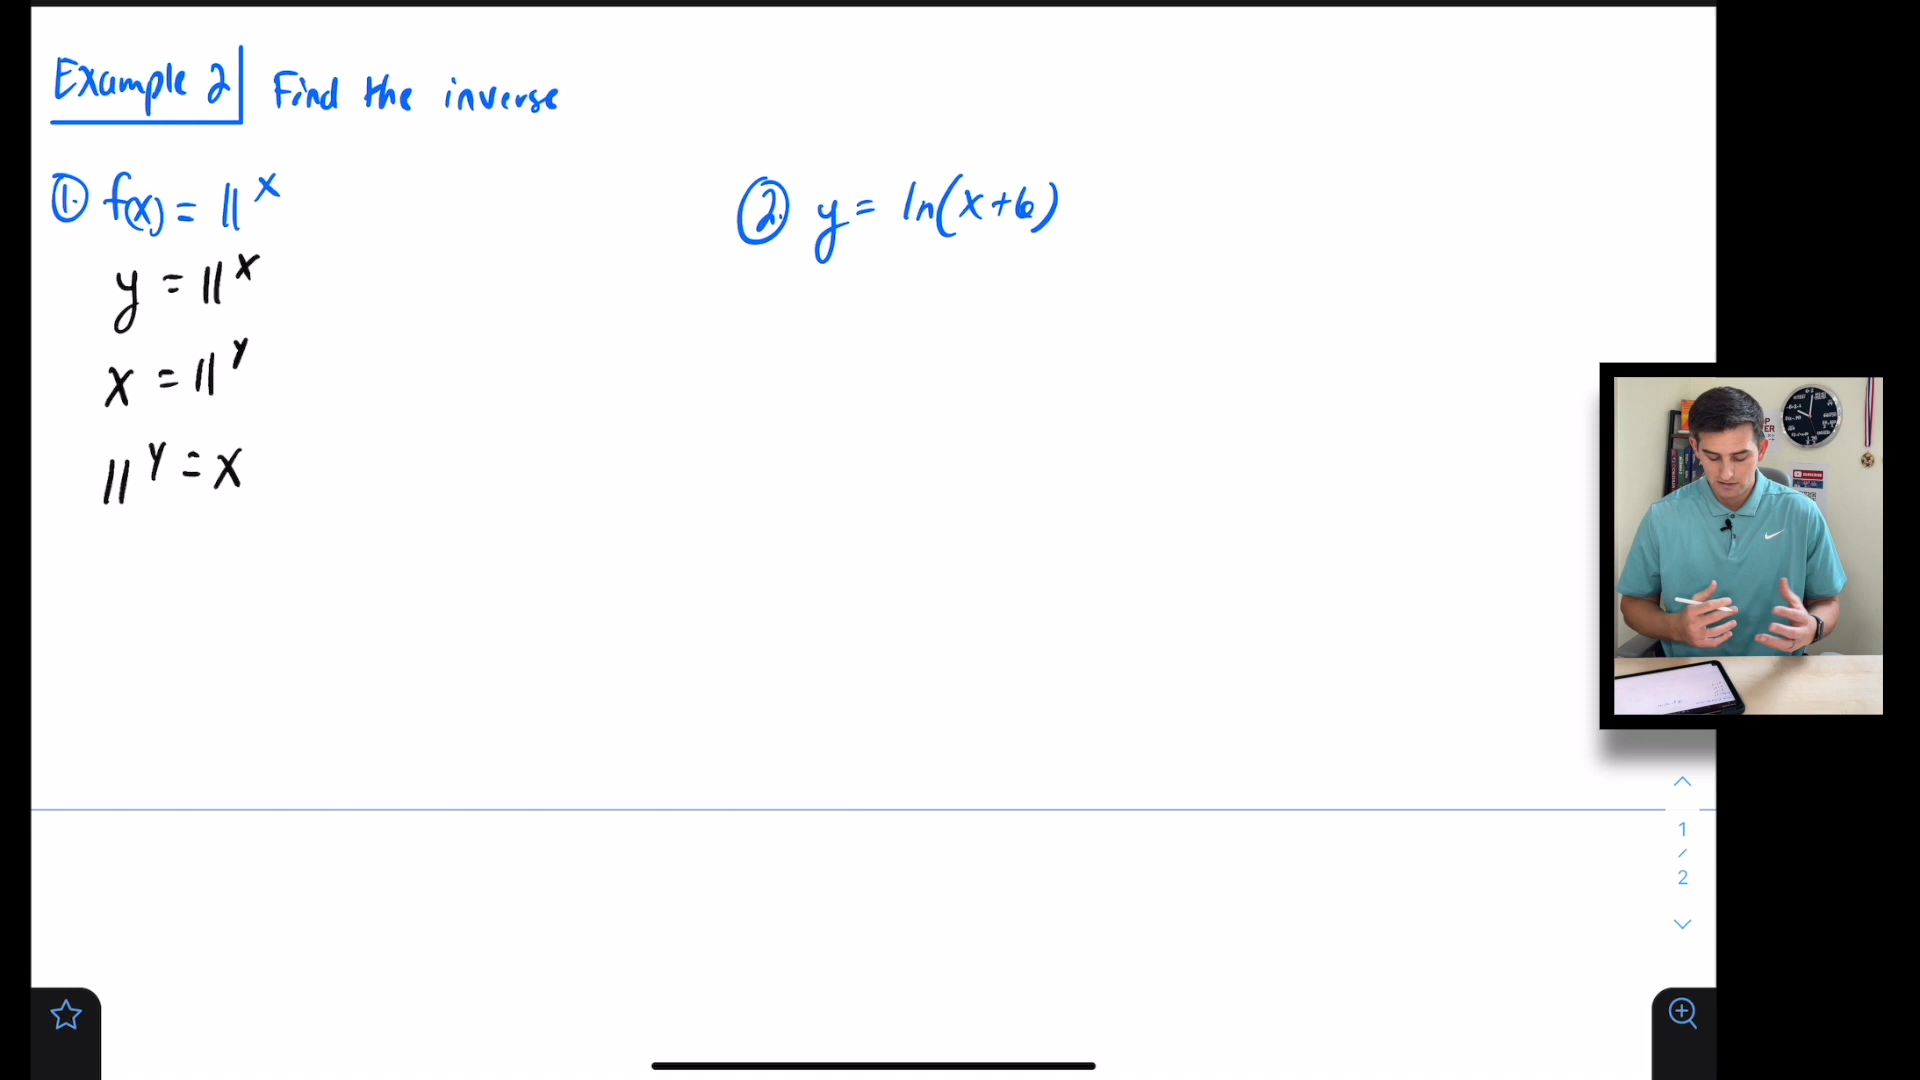 Example 2 Find the inverse
① f(x) = 11^x
y = 11^x
x = 11^y
11^y = x
② y = ln(x+6)
1
/
2